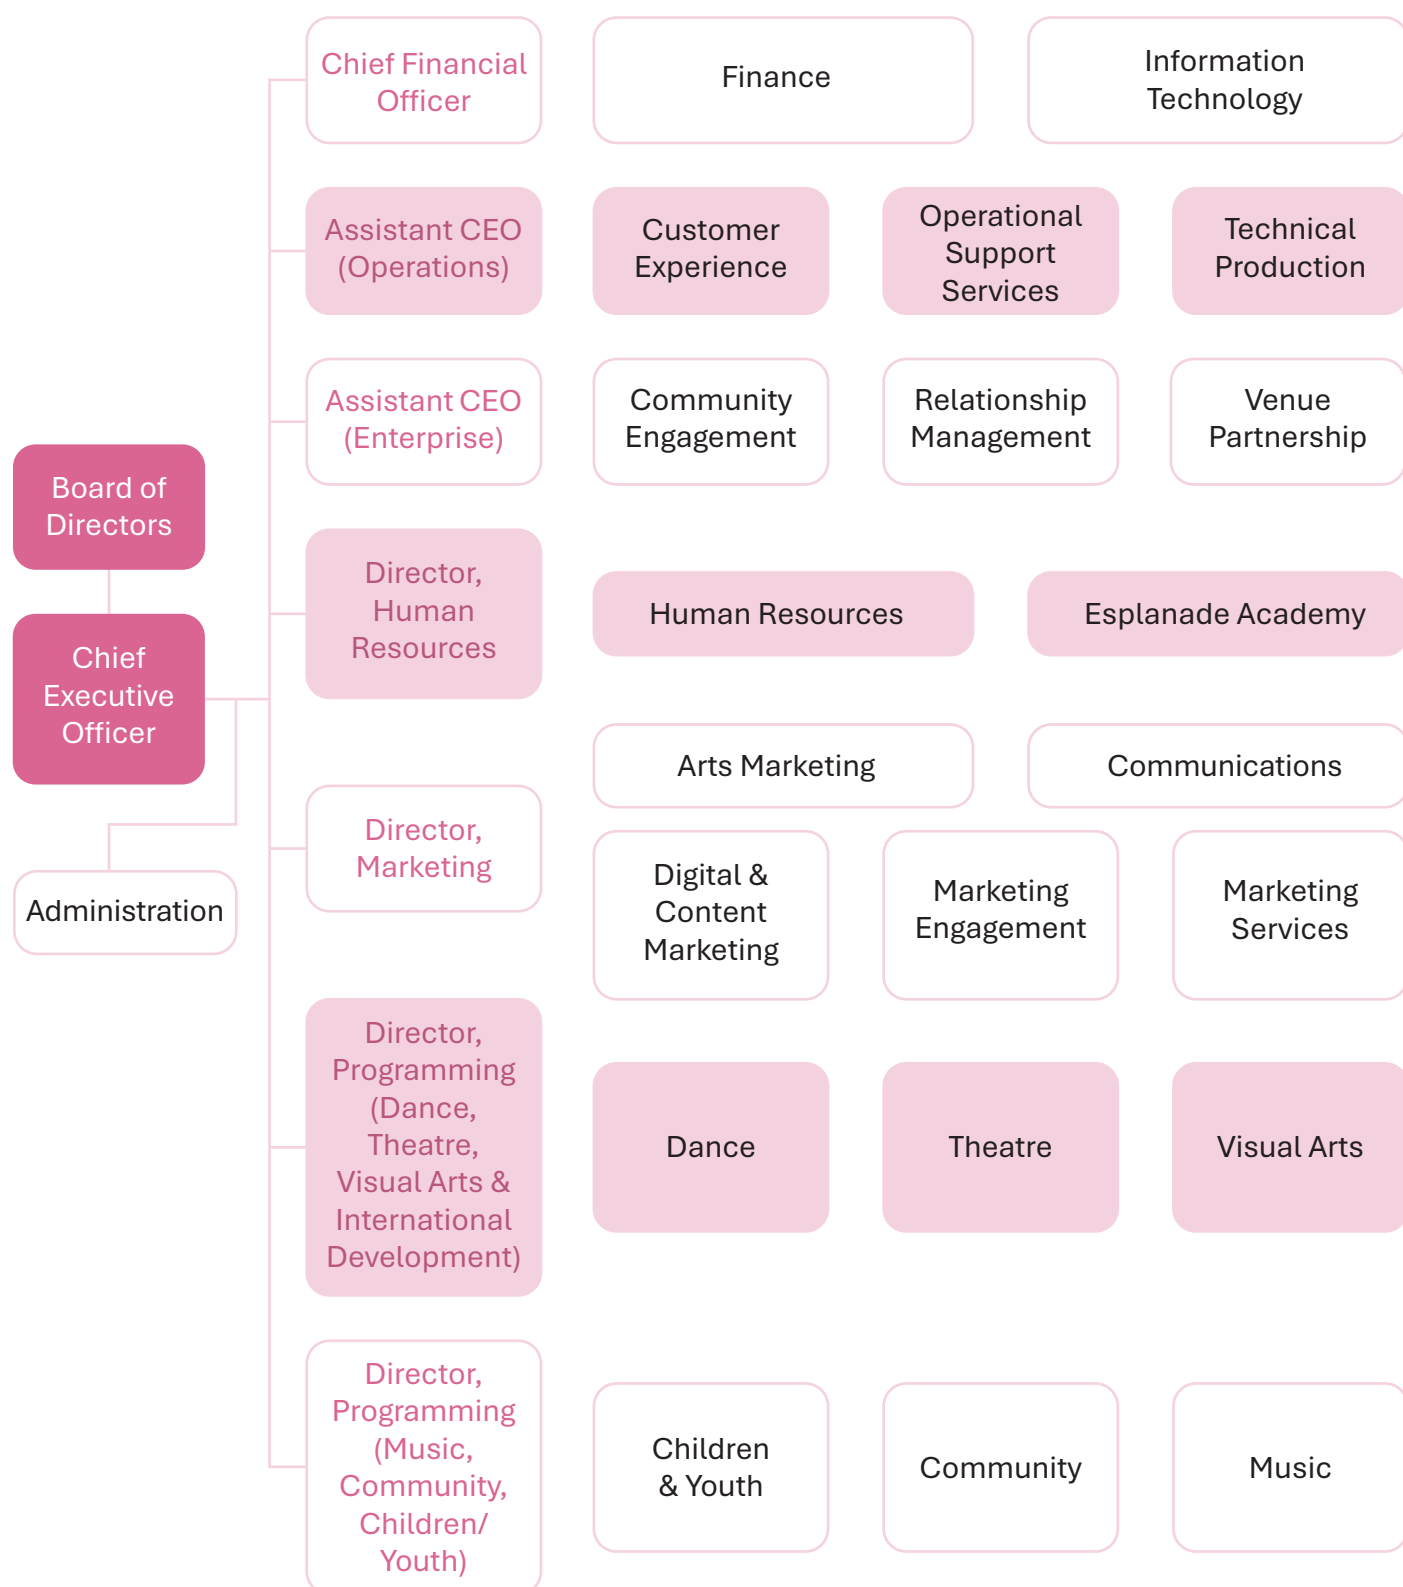 Chief Financial
Officer
Finance
Information
Technology
Assistant CEO
(Operations)
Customer
Experience
Operational
Support
Services
Technical
Production
Assistant CEO
(Enterprise)
Community
Engagement
Relationship
Management
Venue
Partnership
Board of
Directors
Chief
Executive
Officer
Administration
Director,
Human
Resources
Human Resources
Esplanade Academy
Director,
Marketing
Arts Marketing
Communications
Digital &
Content
Marketing
Marketing
Engagement
Marketing
Services
Director,
Programming
(Dance,
Theatre,
Visual Arts &
International
Development)
Dance
Theatre
Visual Arts
Director,
Programming
(Music,
Community,
Children/
Youth)
Children
& Youth
Community
Music